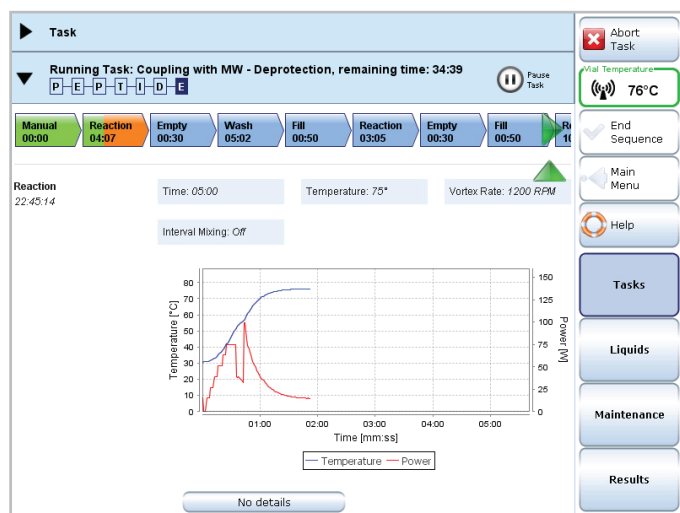 Task
Running Task: Coupling with MW - Deprotection, remaining time: 34:39
P-E-P-T-I-D-E
Pause
Task
Manual
00:00
Reaction
04:07
Empty
00:30
Wash
05:02
Fill
00:50
Reaction
03:05
Empty
00:30
Fill
00:50
Re
10
Reaction
22:45:14
Time: 05:00
Temperature: 75°
Vortex Rate: 1200 RPM
Interval Mixing: Off
80
70
60
50
40
30
20
10
0
Temperature [°C]
150
125
100
75
50
25
0
Power [W]
01:00 02:00 03:00 04:00 05:00
Time [mm:ss]
Temperature Power
No details
Abort
Task
Vial Temperature
76°C
End
Sequence
Main
Menu
Help
Tasks
Liquids
Maintenance
Results